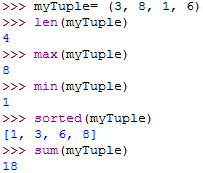 >>> myTuple= (3, 8, 1, 6)
>>> len(myTuple)
4
>>> max(myTuple)
8
>>> min(myTuple)
1
>>> sorted(myTuple)
[1, 3, 6, 8]
>>> sum(myTuple)
18